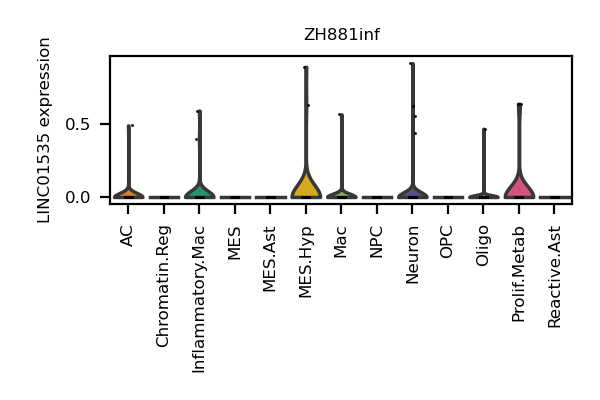 ZH881inf
LINC01535 expression
0.5
0.0
AC
Chromatin.Reg
Inflammatory.Mac
MES
MES.Ast
MES.Hyp
Mac
NPC
Neuron
OPC
Oligo
Prolif.Metab
Reactive.Ast